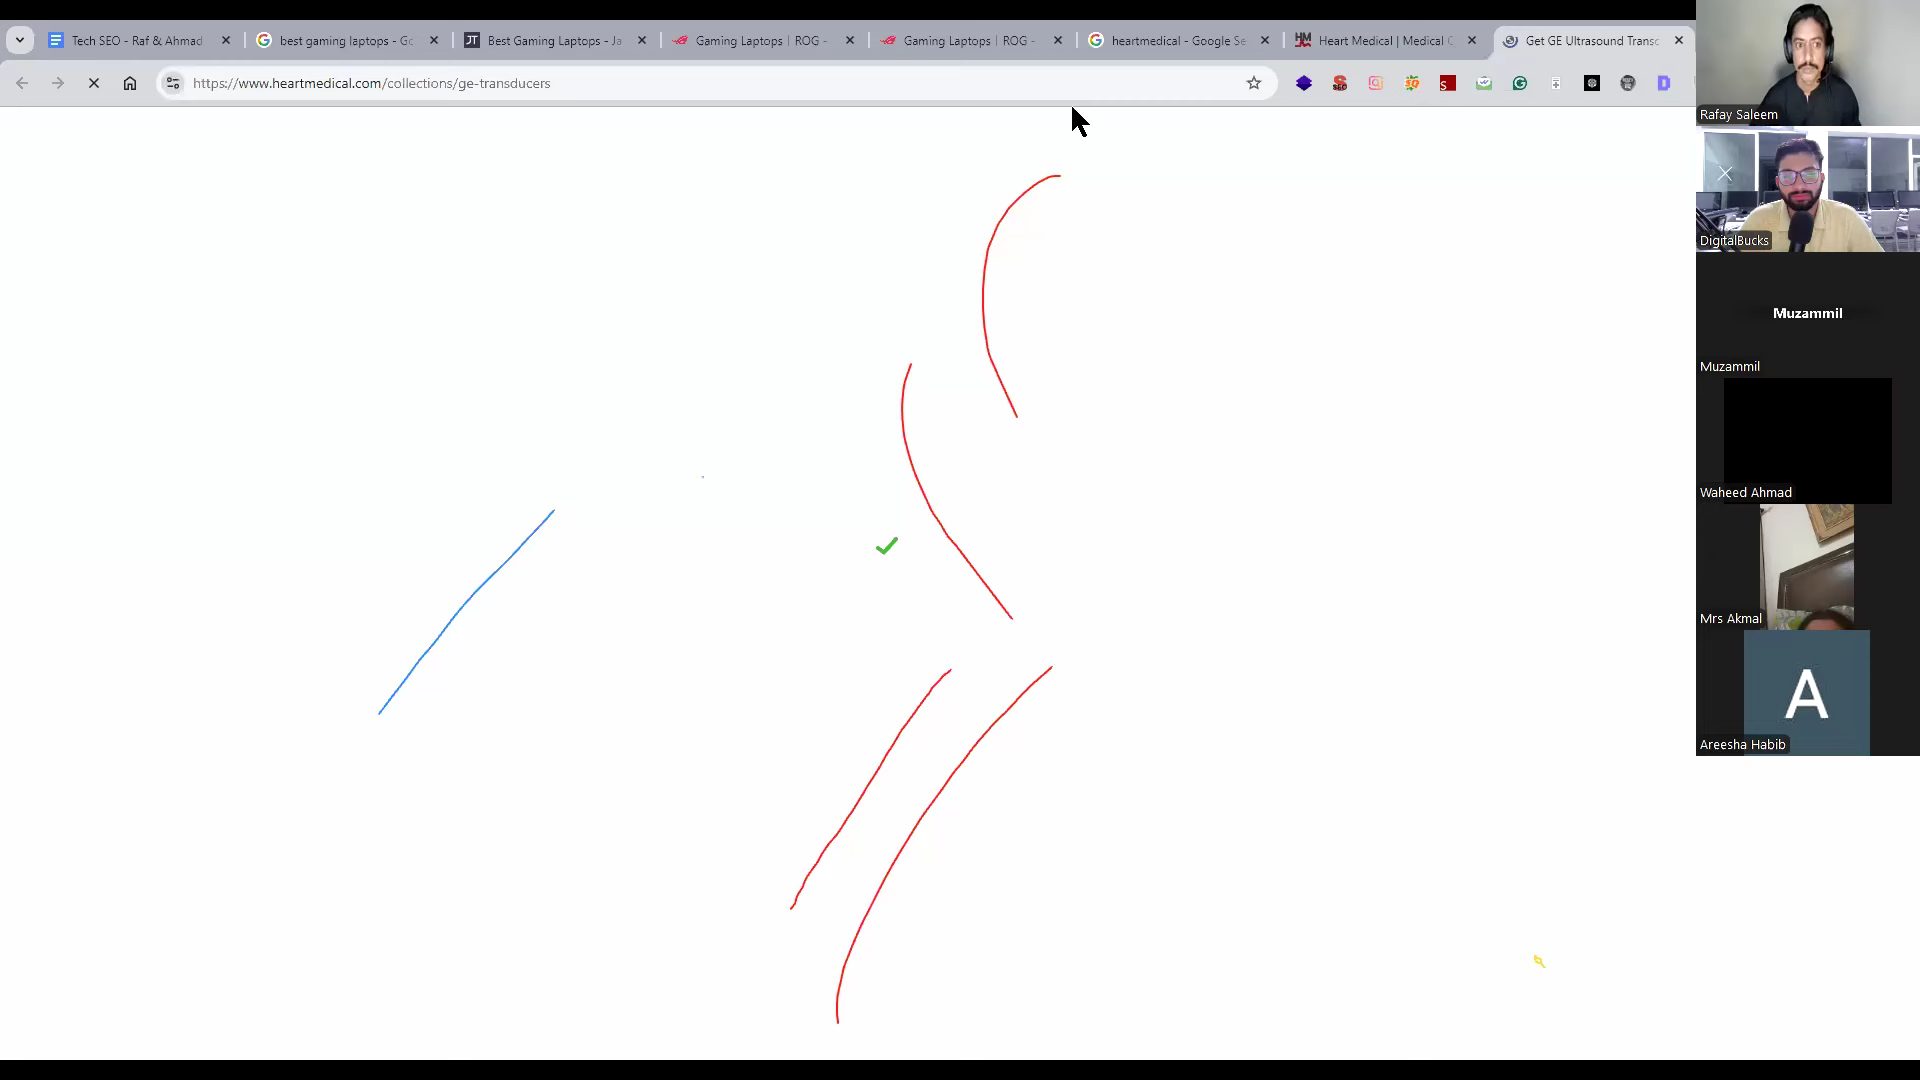 Tech SEO - Raf & Ahmad
best gaming laptops - Go
Best Gaming Laptops - Ja
Gaming Laptops | ROG -
Gaming Laptops | ROG -
heartmedical - Google Se
Heart Medical | Medical C
Get GE Ultrasound Transc
https://www.heartmedical.com/collections/ge-transducers
Rafay Saleem
DigitalBucks
Muzammil
Muzammil
Waheed Ahmad
Mrs Akmal
A
Areesha Habib